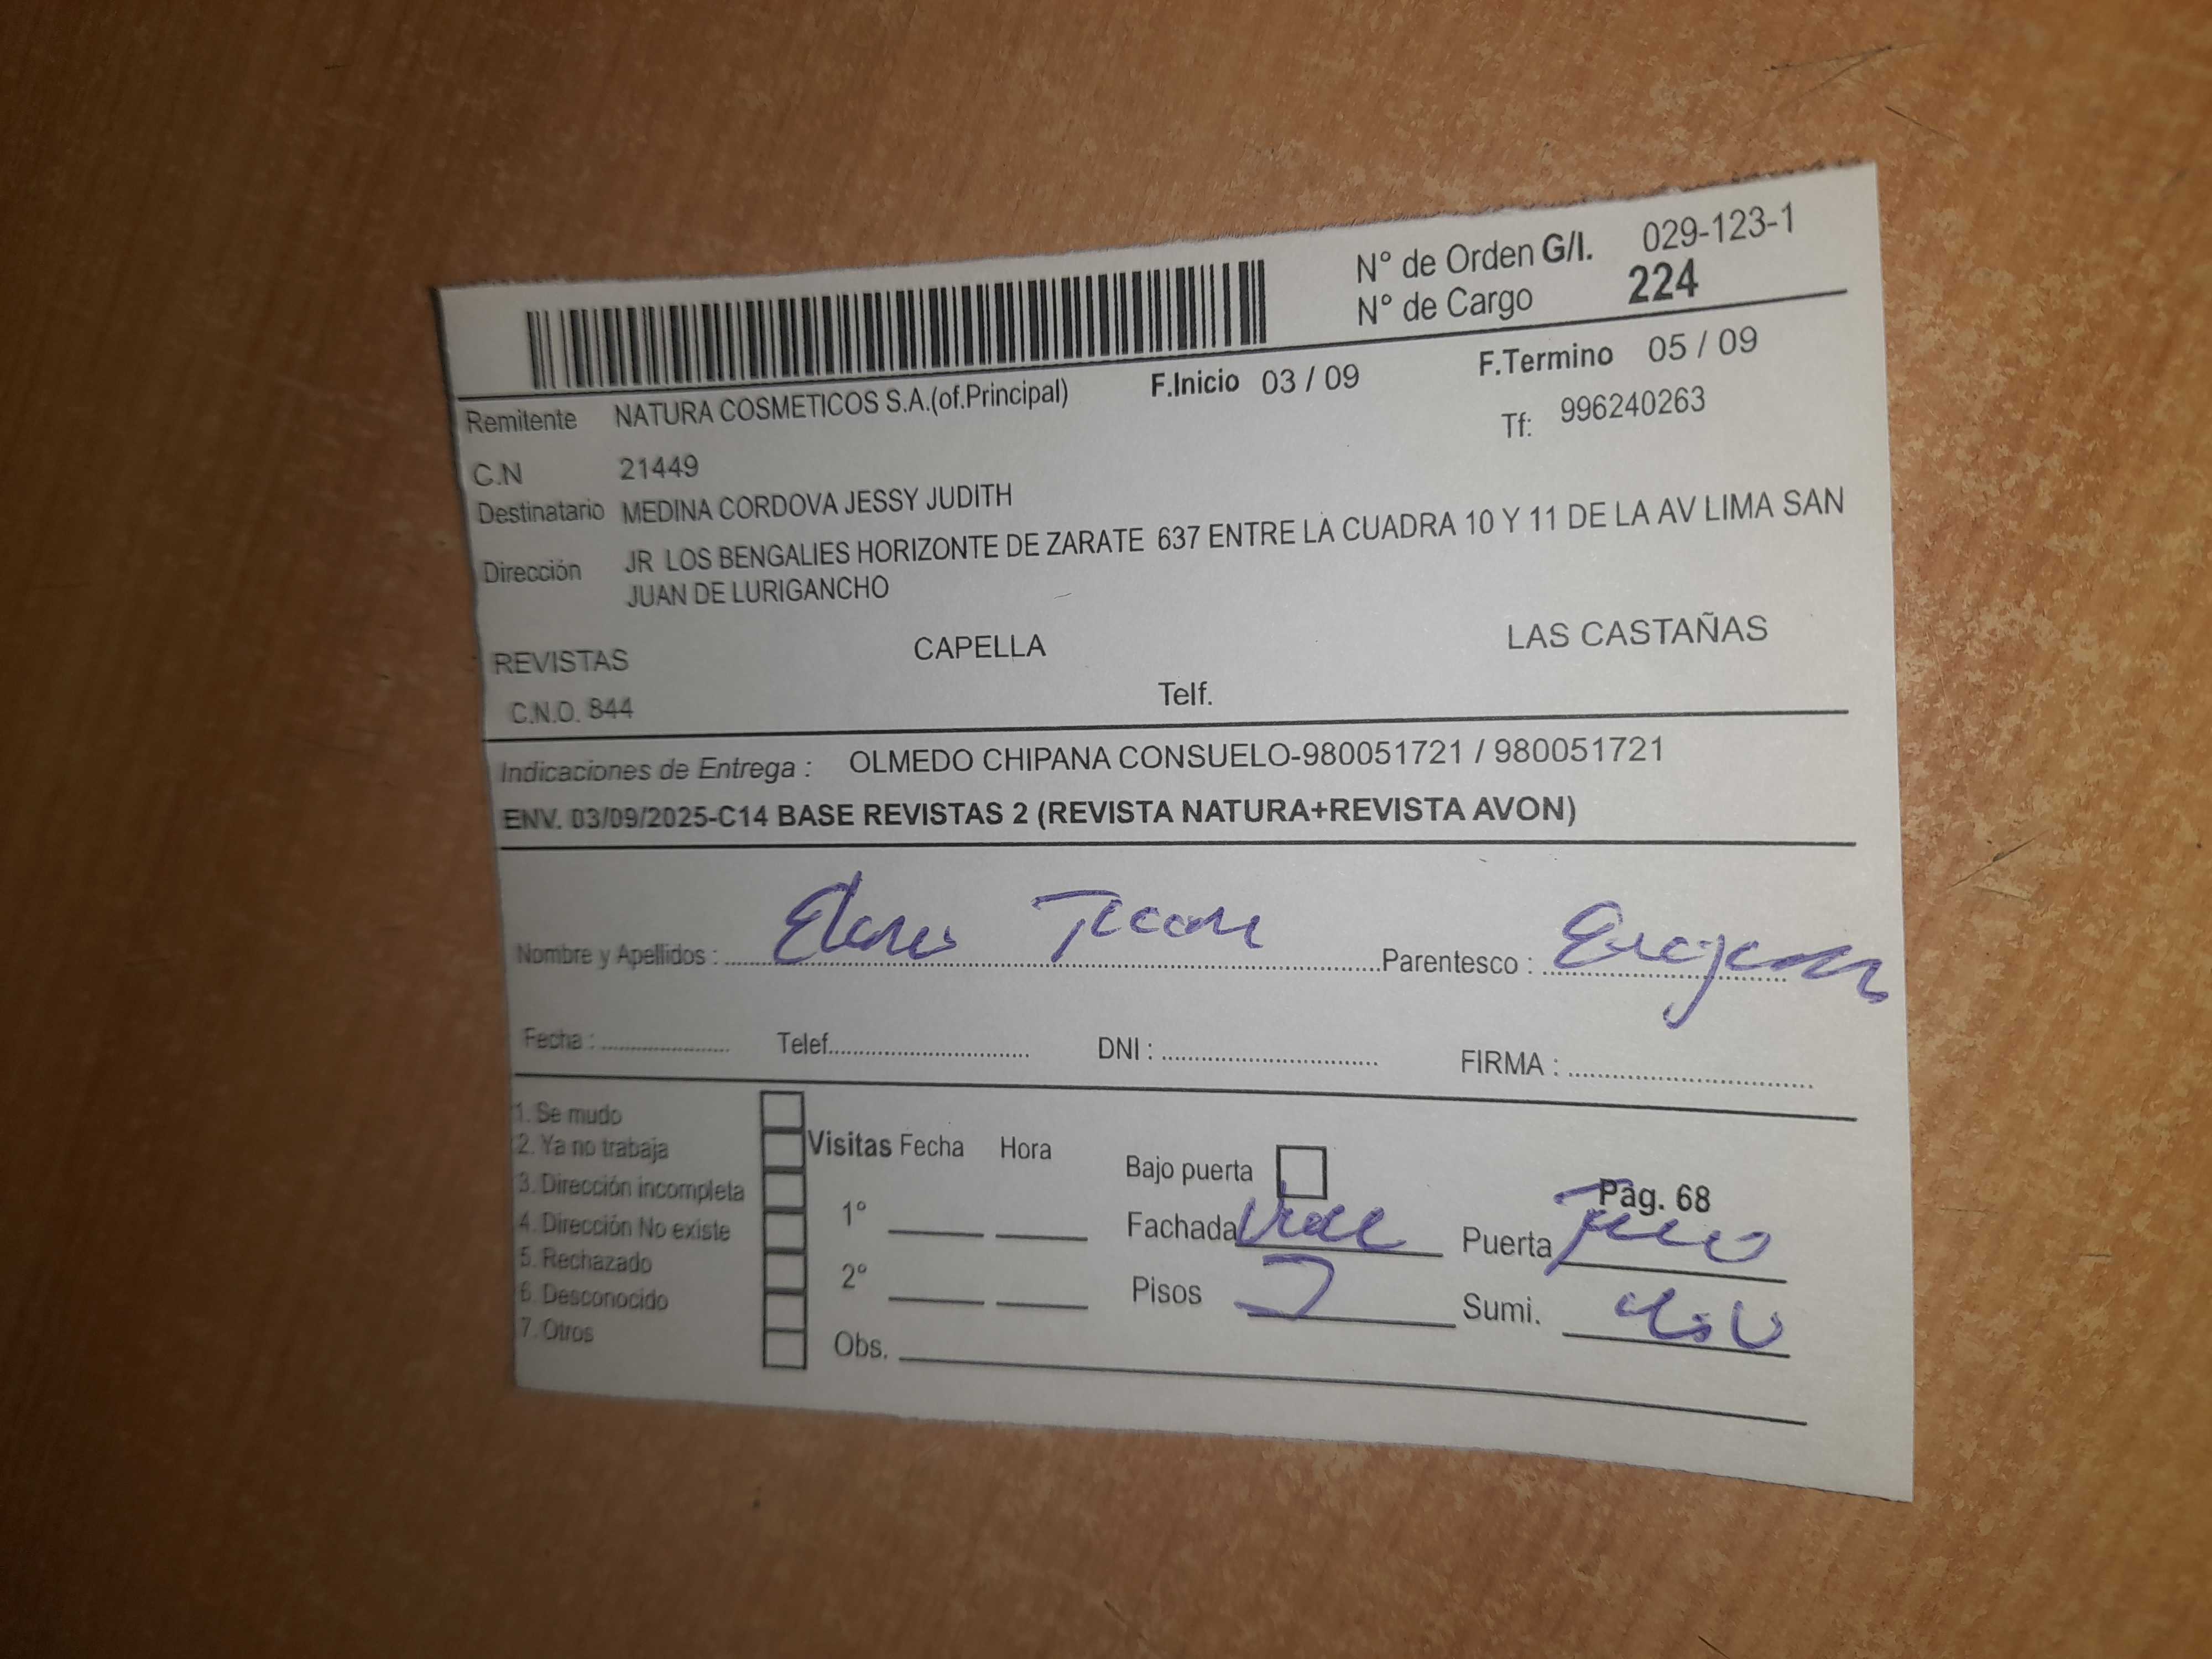 N° de Orden G/I. 029-123-1
N° de Cargo 224
Remitente NATURA COSMETICOS S.A.(of.Principal) F.Inicio 03 / 09 F.Termino 05 / 09
C.N 21449 Tf: 996240263
Destinatario MEDINA CORDOVA JESSY JUDITH
Dirección JR LOS BENGALIES HORIZONTE DE ZARATE 637 ENTRE LA CUADRA 10 Y 11 DE LA AV LIMA SAN
JUAN DE LURIGANCHO
REVISTAS CAPELLA LAS CASTAÑAS
C.N.O. 844 Telf.
Indicaciones de Entrega : OLMEDO CHIPANA CONSUELO-980051721 / 980051721
ENV. 03/09/2025-C14 BASE REVISTAS 2 (REVISTA NATURA+REVISTA AVON)
Nombre y Apellidos : Parentesco :
Fecha : Telef. DNI : FIRMA :
1. Se mudo
2. Ya no trabaja Visitas Fecha Hora Bajo puerta
3. Dirección incompleta Pág. 68
4. Dirección No existe 1° Fachada Puerta
5. Rechazado
6. Desconocido 2° Pisos Sumi.
7. Otros Obs.